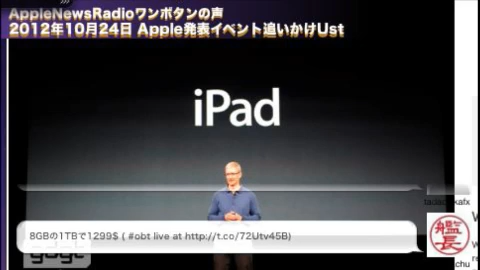 AppleNewsRadioワンボタンの声
2012年10月24日 Apple発表イベント追いかけUst
iPad
8GBの1TBで1299$ ( #obt live at http://t.co/72Utv45B)
艦長
gdgt